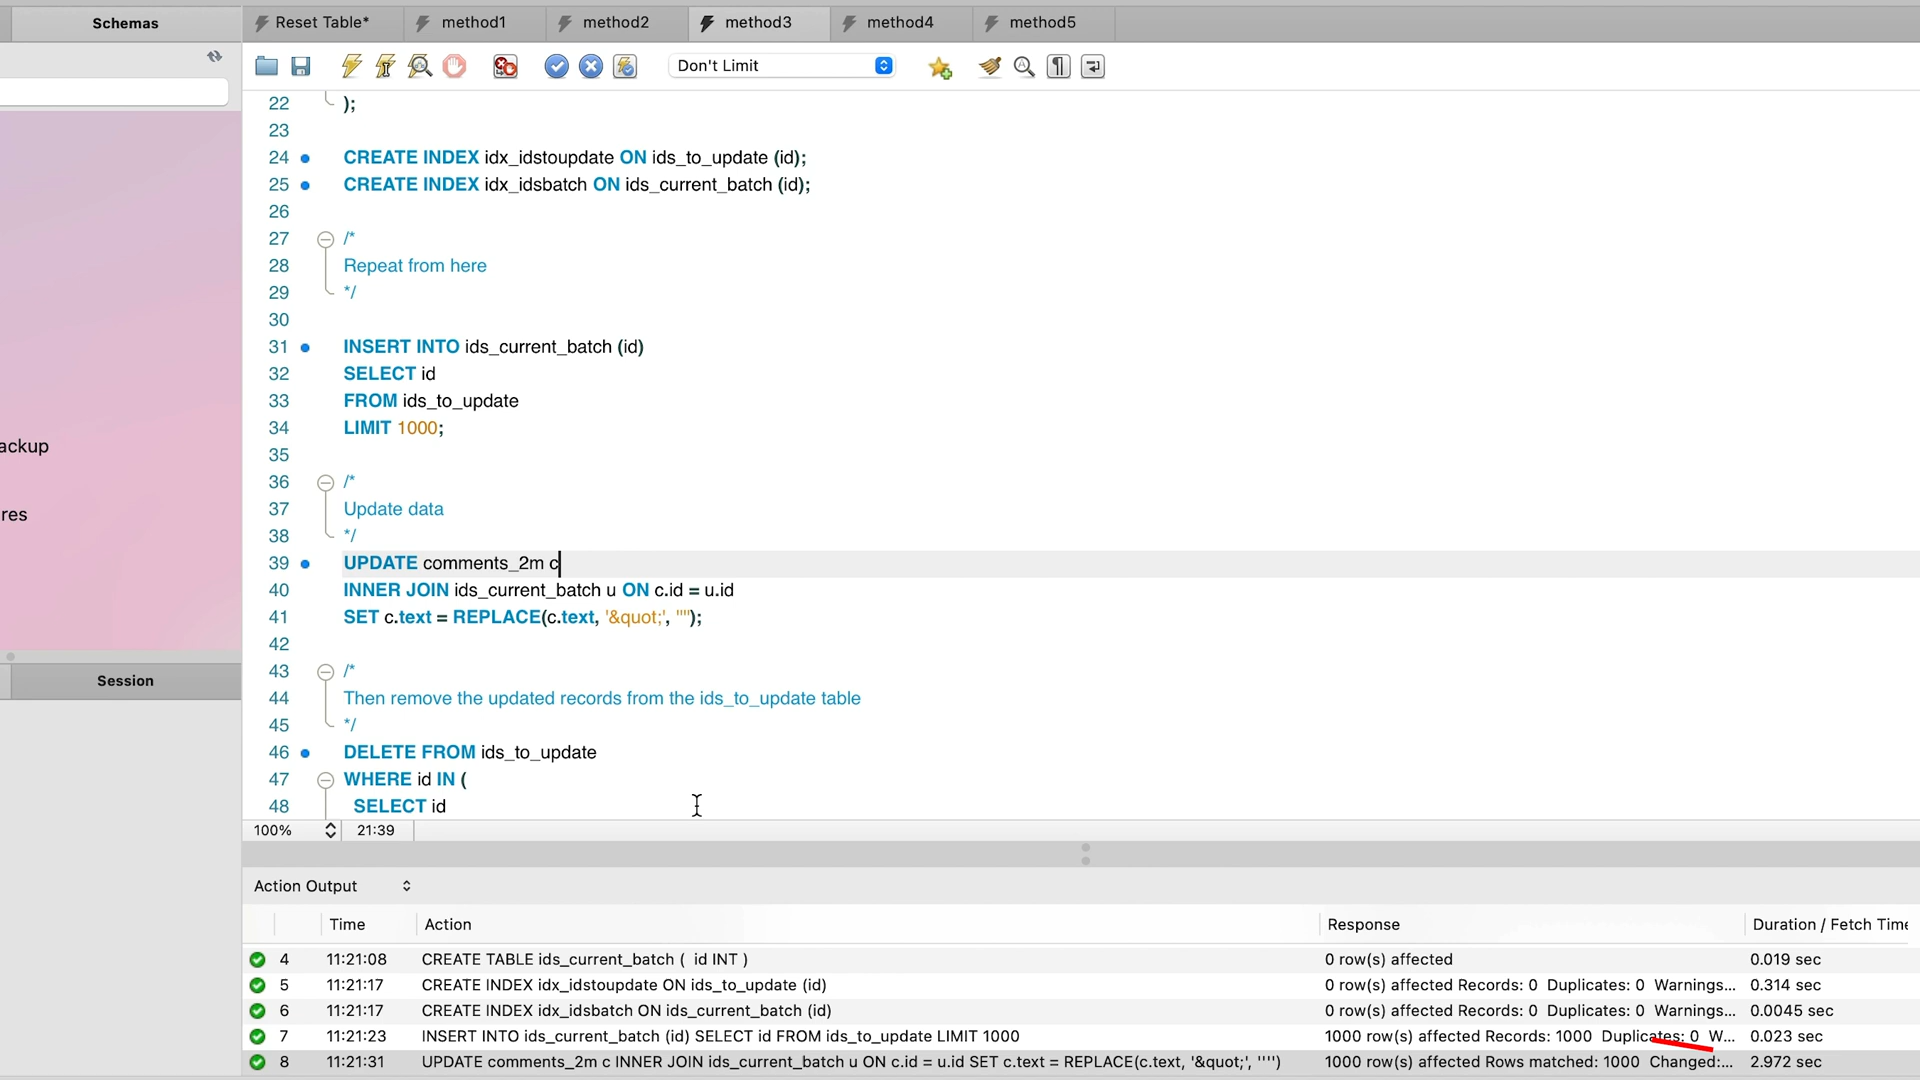 Schemas
Reset Table*
method1
method2
method3
method4
method5
Don't Limit
ackup
res
Session
22 );
23
24 CREATE INDEX idx_idstoupdate ON ids_to_update (id);
25 CREATE INDEX idx_idsbatch ON ids_current_batch (id);
26
27 /*
28 Repeat from here
29 */
30
31 INSERT INTO ids_current_batch (id)
32 SELECT id
33 FROM ids_to_update
34 LIMIT 1000;
35
36 /*
37 Update data
38 */
39 UPDATE comments_2m c
40 INNER JOIN ids_current_batch u ON c.id = u.id
41 SET c.text = REPLACE(c.text, '&quot;', '"');
42
43 /*
44 Then remove the updated records from the ids_to_update table
45 */
46 DELETE FROM ids_to_update
47 WHERE id IN (
48 SELECT id
100% 21:39
Action Output
Time Action Response Duration / Fetch Time
4 11:21:08 CREATE TABLE ids_current_batch ( id INT ) 0 row(s) affected 0.019 sec
5 11:21:17 CREATE INDEX idx_idstoupdate ON ids_to_update (id) 0 row(s) affected Records: 0 Duplicates: 0 Warnings... 0.314 sec
6 11:21:17 CREATE INDEX idx_idsbatch ON ids_current_batch (id) 0 row(s) affected Records: 0 Duplicates: 0 Warnings... 0.0045 sec
7 11:21:23 INSERT INTO ids_current_batch (id) SELECT id FROM ids_to_update LIMIT 1000 1000 row(s) affected Records: 1000 Duplicates: 0 W... 0.023 sec
8 11:21:31 UPDATE comments_2m c INNER JOIN ids_current_batch u ON c.id = u.id SET c.text = REPLACE(c.text, '&quot;', '''') 1000 row(s) affected Rows matched: 1000 Changed:... 2.972 sec